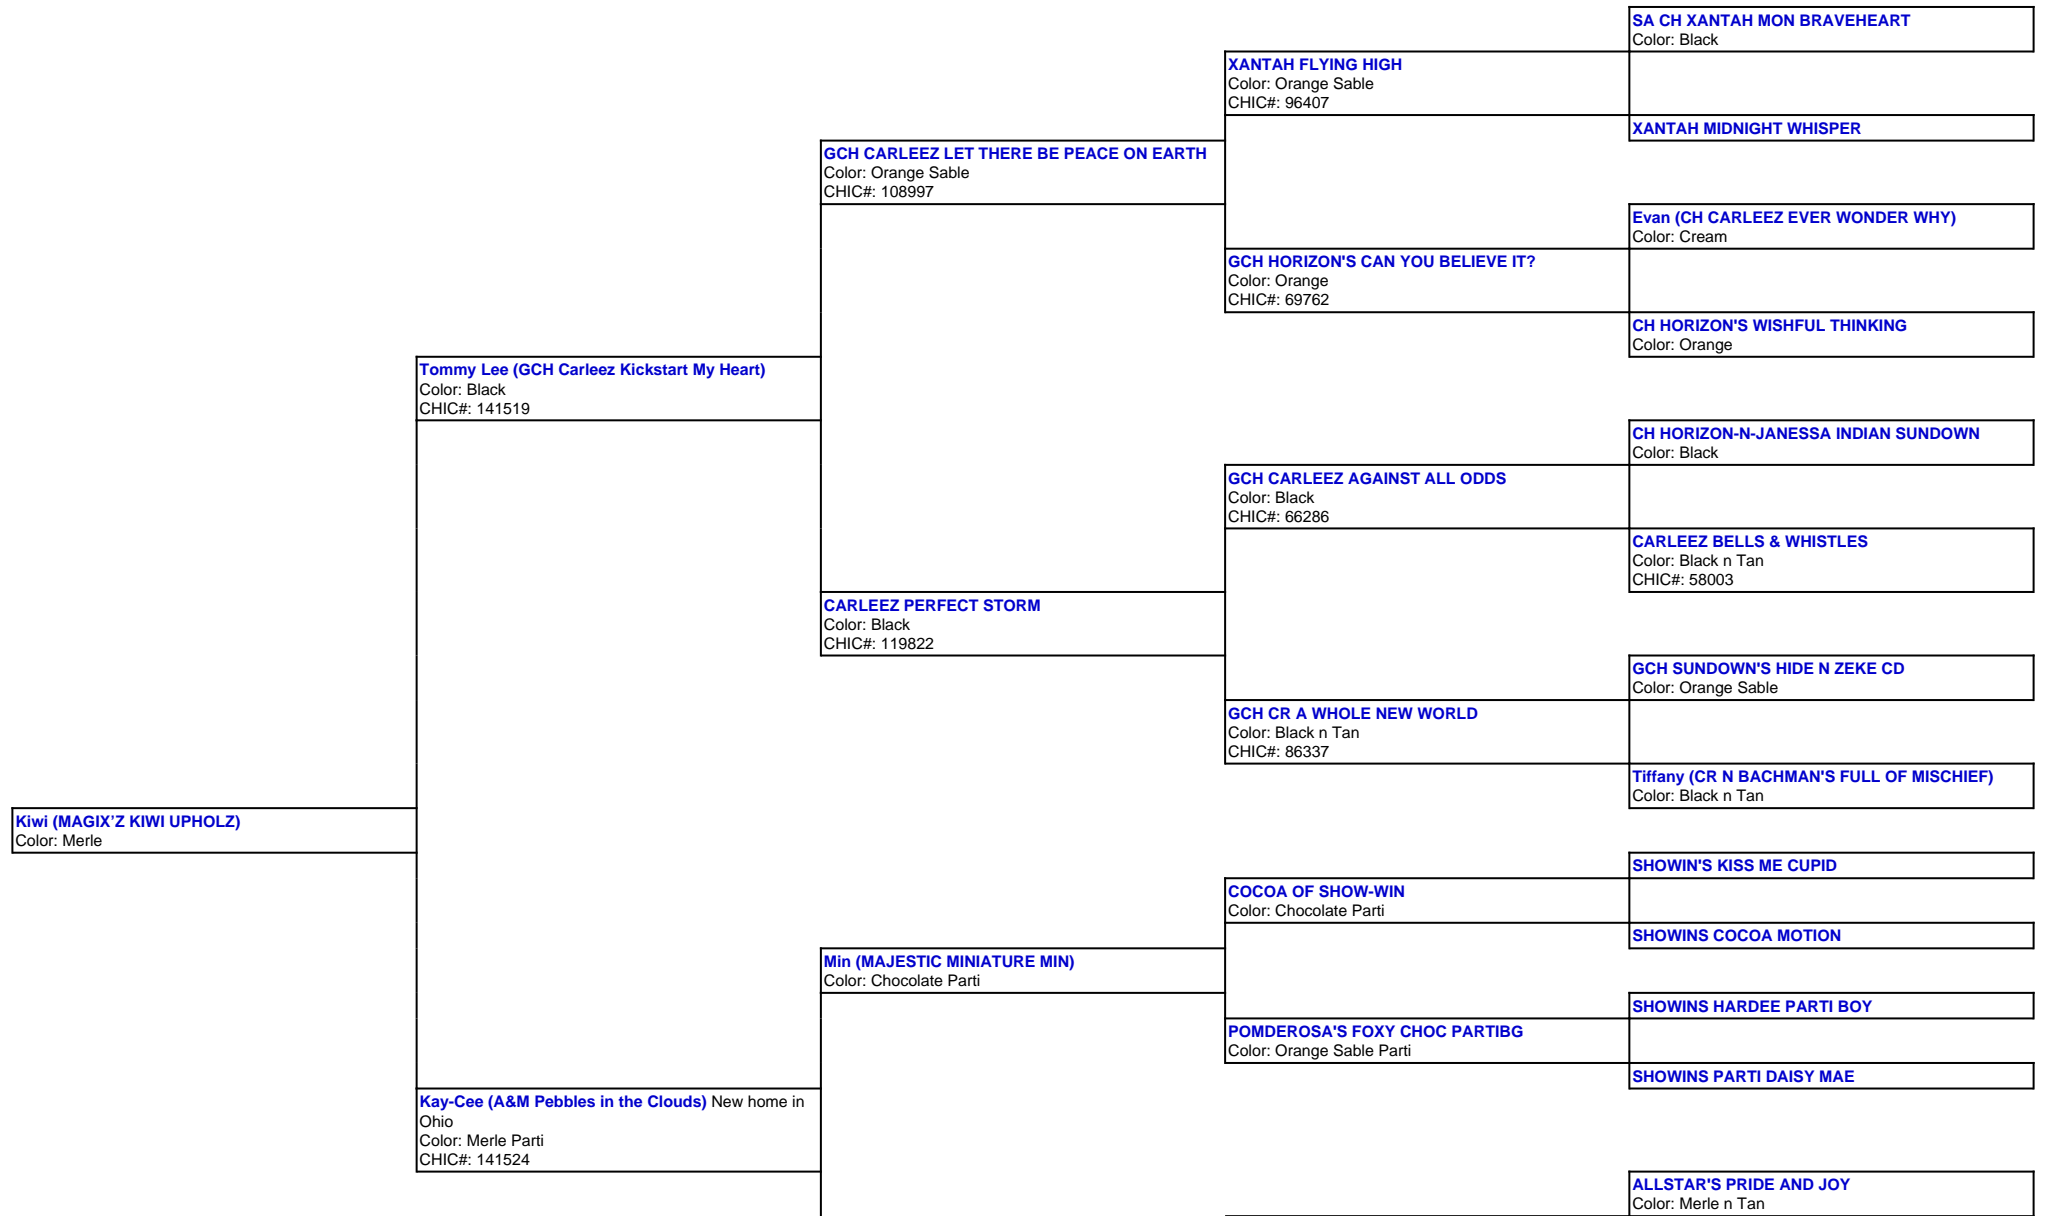 SA CH XANTAH MON BRAVEHEART
Color: Black
XANTAH FLYING HIGH
Color: Orange Sable
CHIC#: 96407
XANTAH MIDNIGHT WHISPER
GCH CARLEEZ LET THERE BE PEACE ON EARTH
Color: Orange Sable
CHIC#: 108997
Evan (CH CARLEEZ EVER WONDER WHY)
Color: Cream
GCH HORIZON'S CAN YOU BELIEVE IT?
Color: Orange
CHIC#: 69762
CH HORIZON'S WISHFUL THINKING
Color: Orange
Tommy Lee (GCH Carleez Kickstart My Heart)
Color: Black
CHIC#: 141519
CH HORIZON-N-JANESSA INDIAN SUNDOWN
Color: Black
GCH CARLEEZ AGAINST ALL ODDS
Color: Black
CHIC#: 66286
CARLEEZ BELLS & WHISTLES
Color: Black n Tan
CHIC#: 58003
CARLEEZ PERFECT STORM
Color: Black
CHIC#: 119822
GCH SUNDOWN'S HIDE N ZEKE CD
Color: Orange Sable
GCH CR A WHOLE NEW WORLD
Color: Black n Tan
CHIC#: 86337
Tiffany (CR N BACHMAN'S FULL OF MISCHIEF)
Color: Black n Tan
Kiwi (MAGIX’Z KIWI UPHOLZ)
Color: Merle
SHOWIN'S KISS ME CUPID
COCOA OF SHOW-WIN
Color: Chocolate Parti
SHOWINS COCOA MOTION
Min (MAJESTIC MINIATURE MIN)
Color: Chocolate Parti
SHOWINS HARDEE PARTI BOY
POMDEROSA'S FOXY CHOC PARTIBG
Color: Orange Sable Parti
SHOWINS PARTI DAISY MAE
Kay-Cee (A&M Pebbles in the Clouds) New home in
Ohio
Color: Merle Parti
CHIC#: 141524
ALLSTAR'S PRIDE AND JOY
Color: Merle n Tan